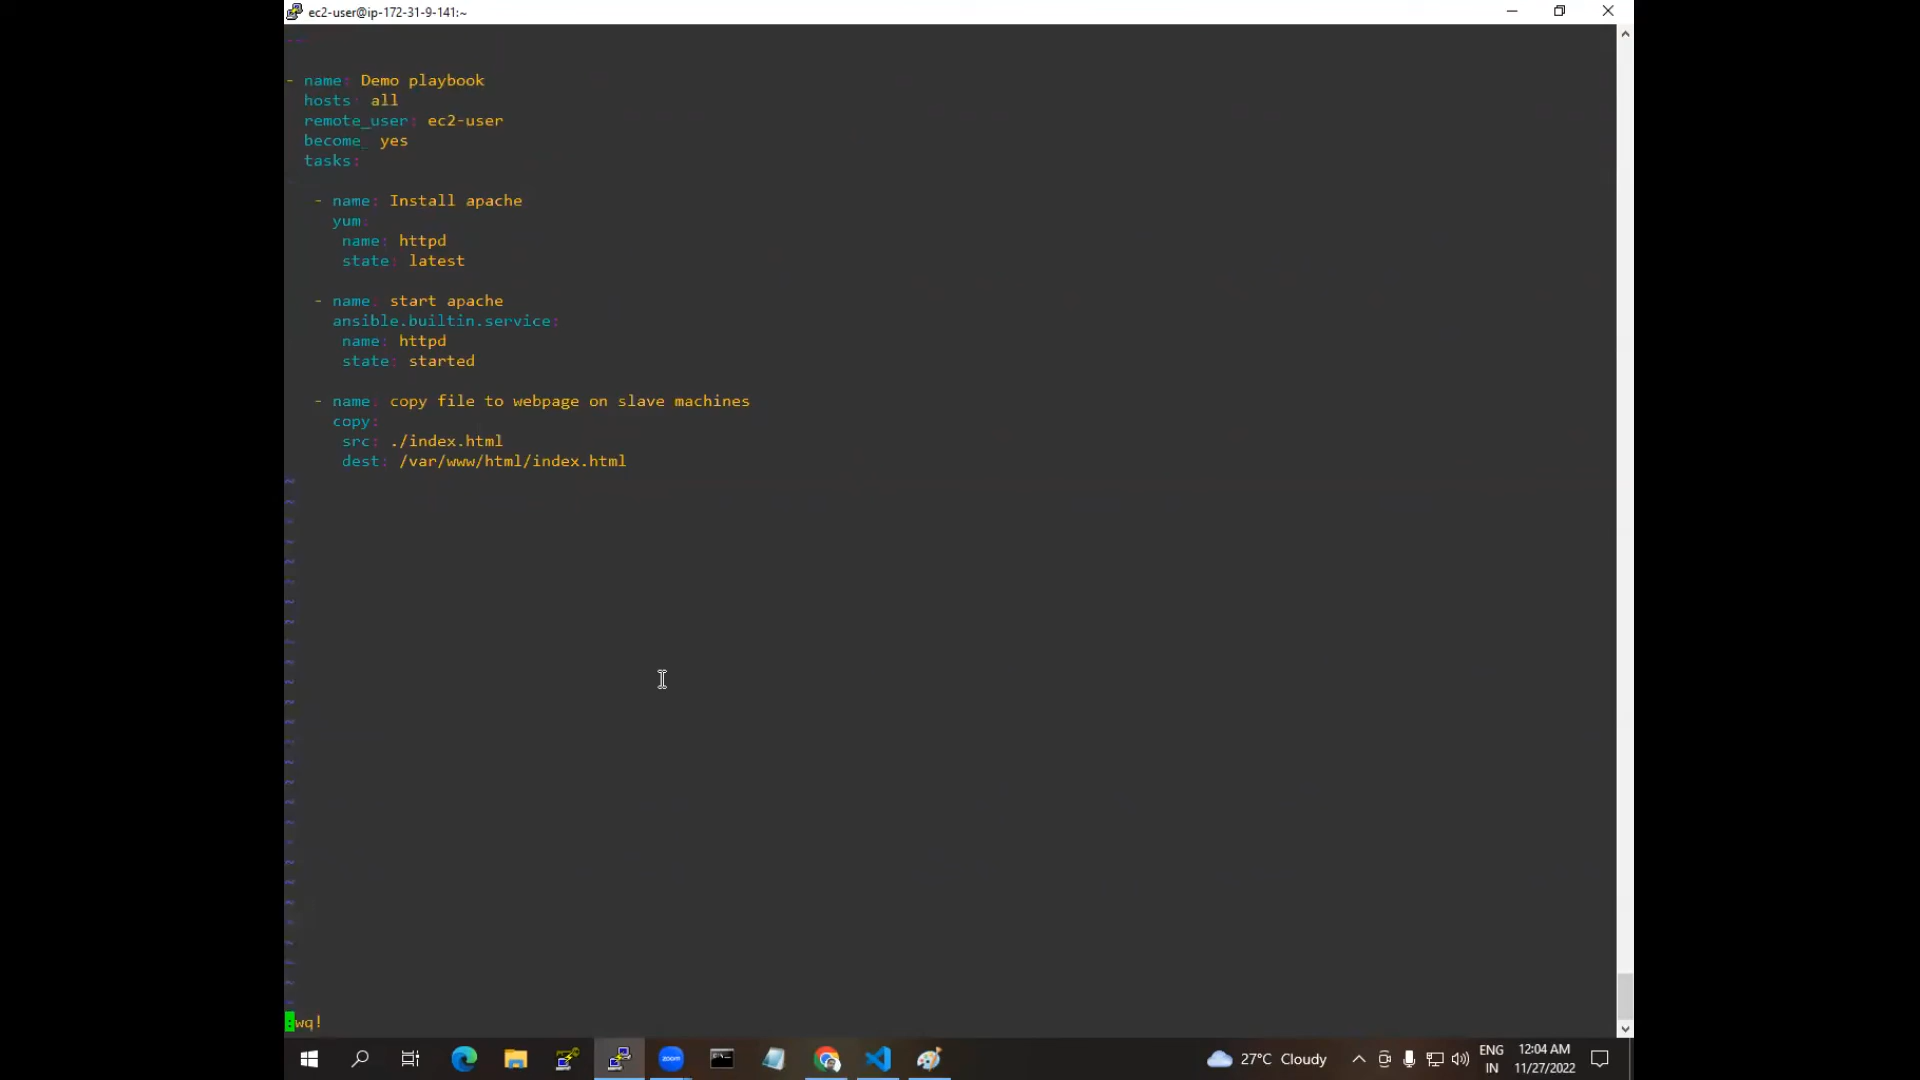 ec2-user@ip-172-31-9-141:~
- name: Demo playbook
hosts: all
remote_user: ec2-user
become_ yes
tasks:
- name: Install apache
yum:
name: httpd
state: latest
- name: start apache
ansible.builtin.service:
name: httpd
state: started
- name: copy file to webpage on slave machines
copy:
src: ./index.html
dest: /var/www/html/index.html
:wq!
zoom
27°C Cloudy
ENG
IN
12:04 AM
11/27/2022